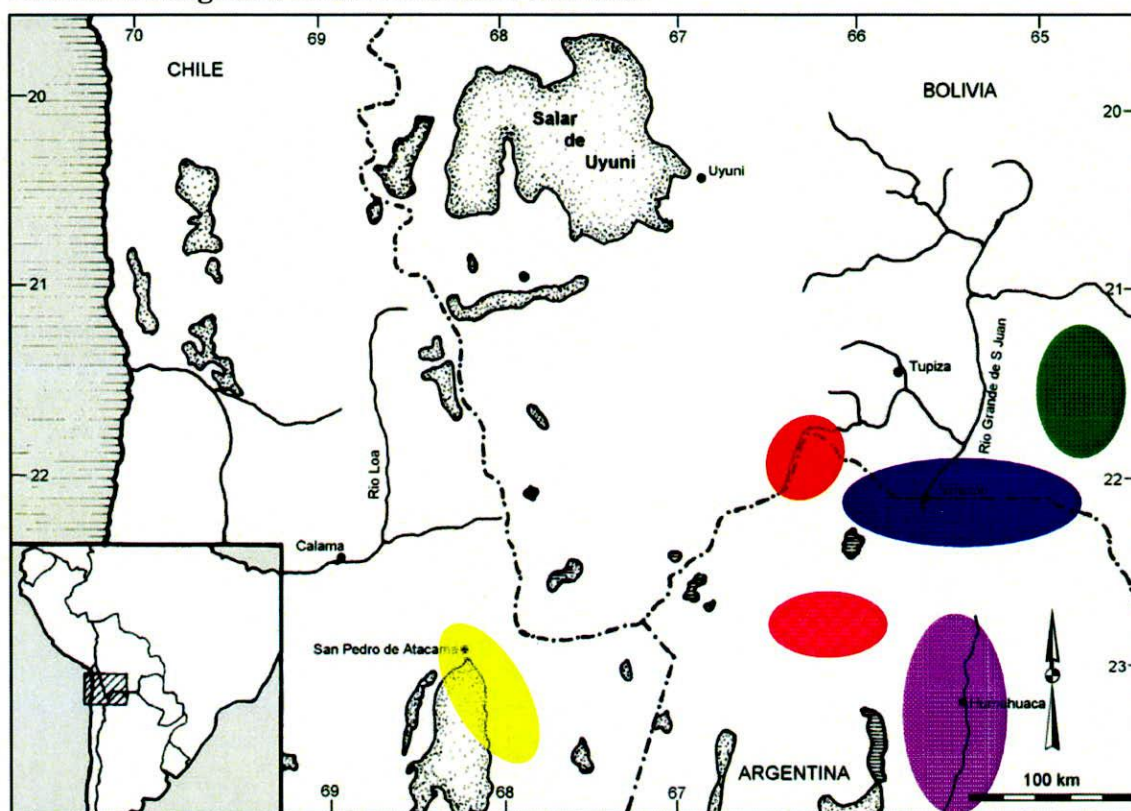 70
69
68
67
66
65
CHILE
BOLIVIA
20
20
Salar
de
Uyuni
Uyuni
21
21
Rio Loa
Tupiza
Rio Grande de S Juan
22
22
Calama
San Pedro de Atacama
23
Humahuaca
ARGENTINA
100 km
69
68
67